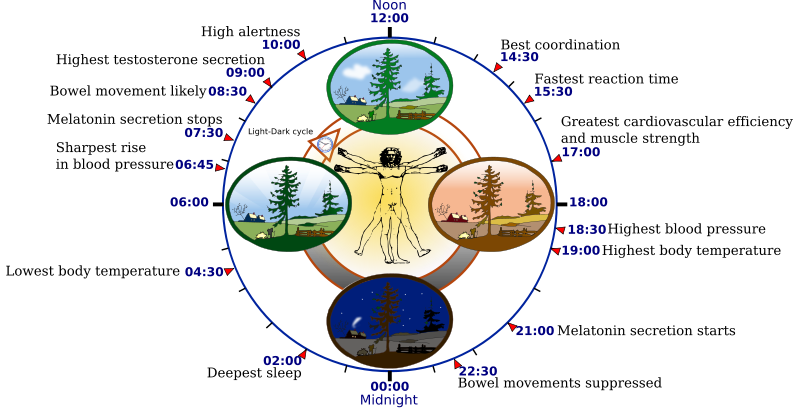 Noon
12:00
High alertness
10:00
Highest testosterone secretion
09:00
Bowel movement likely 08:30
Melatonin secretion stops
07:30
Sharpest rise
in blood pressure 06:45
06:00
Lowest body temperature 04:30
02:00
Deepest sleep
Light-Dark cycle
Best coordination
14:30
Fastest reaction time
15:30
Greatest cardiovascular efficiency
and muscle strength
17:00
18:00
18:30 Highest blood pressure
19:00 Highest body temperature
21:00 Melatonin secretion starts
22:30
Bowel movements suppressed
00:00
Midnight